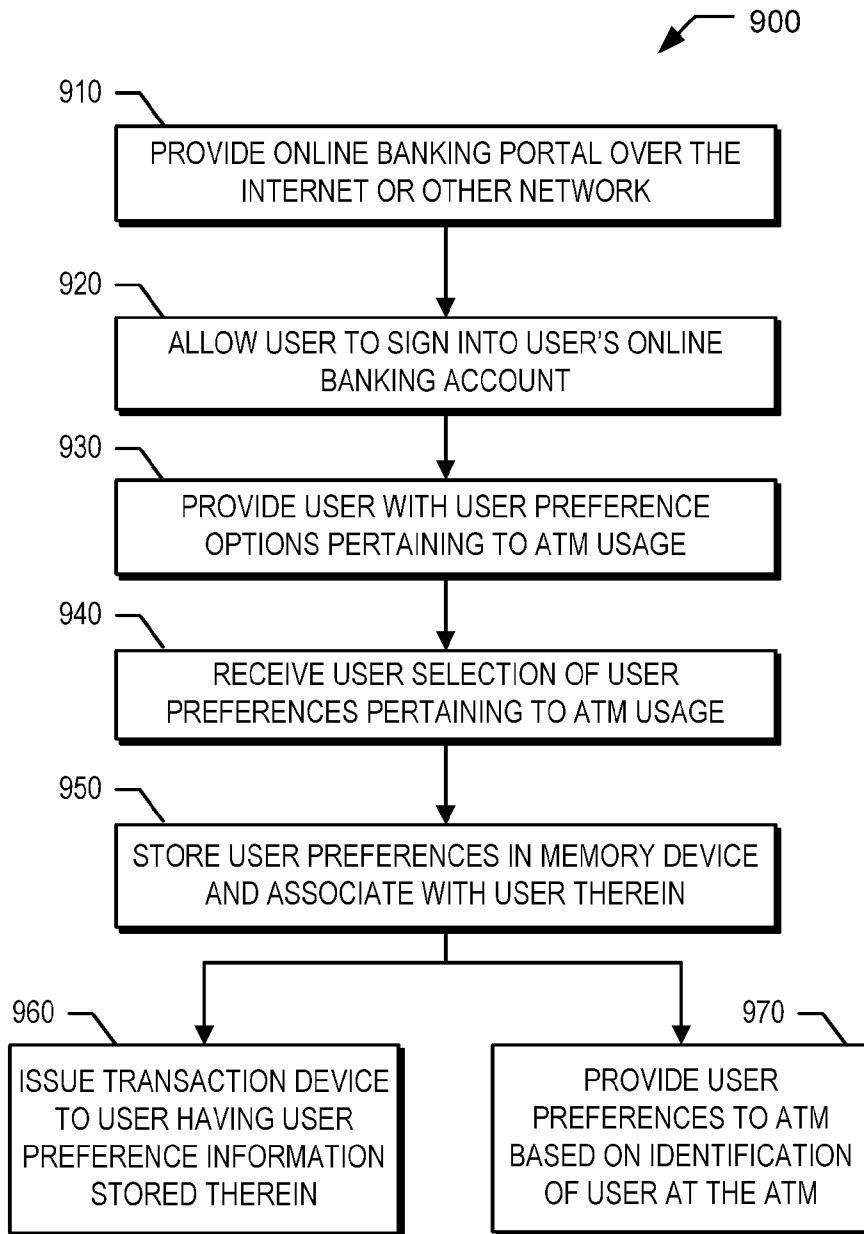 900
910
PROVIDE ONLINE BANKING PORTAL OVER THE
INTERNET OR OTHER NETWORK
920
ALLOW USER TO SIGN INTO USER'S ONLINE
BANKING ACCOUNT
930
PROVIDE USER WITH USER PREFERENCE
OPTIONS PERTAINING TO ATM USAGE
940
RECEIVE USER SELECTION OF USER
PREFERENCES PERTAINING TO ATM USAGE
950
STORE USER PREFERENCES IN MEMORY DEVICE
AND ASSOCIATE WITH USER THEREIN
960
ISSUE TRANSACTION DEVICE
TO USER HAVING USER
PREFERENCE INFORMATION
STORED THEREIN
970
PROVIDE USER
PREFERENCES TO ATM
BASED ON IDENTIFICATION
OF USER AT THE ATM